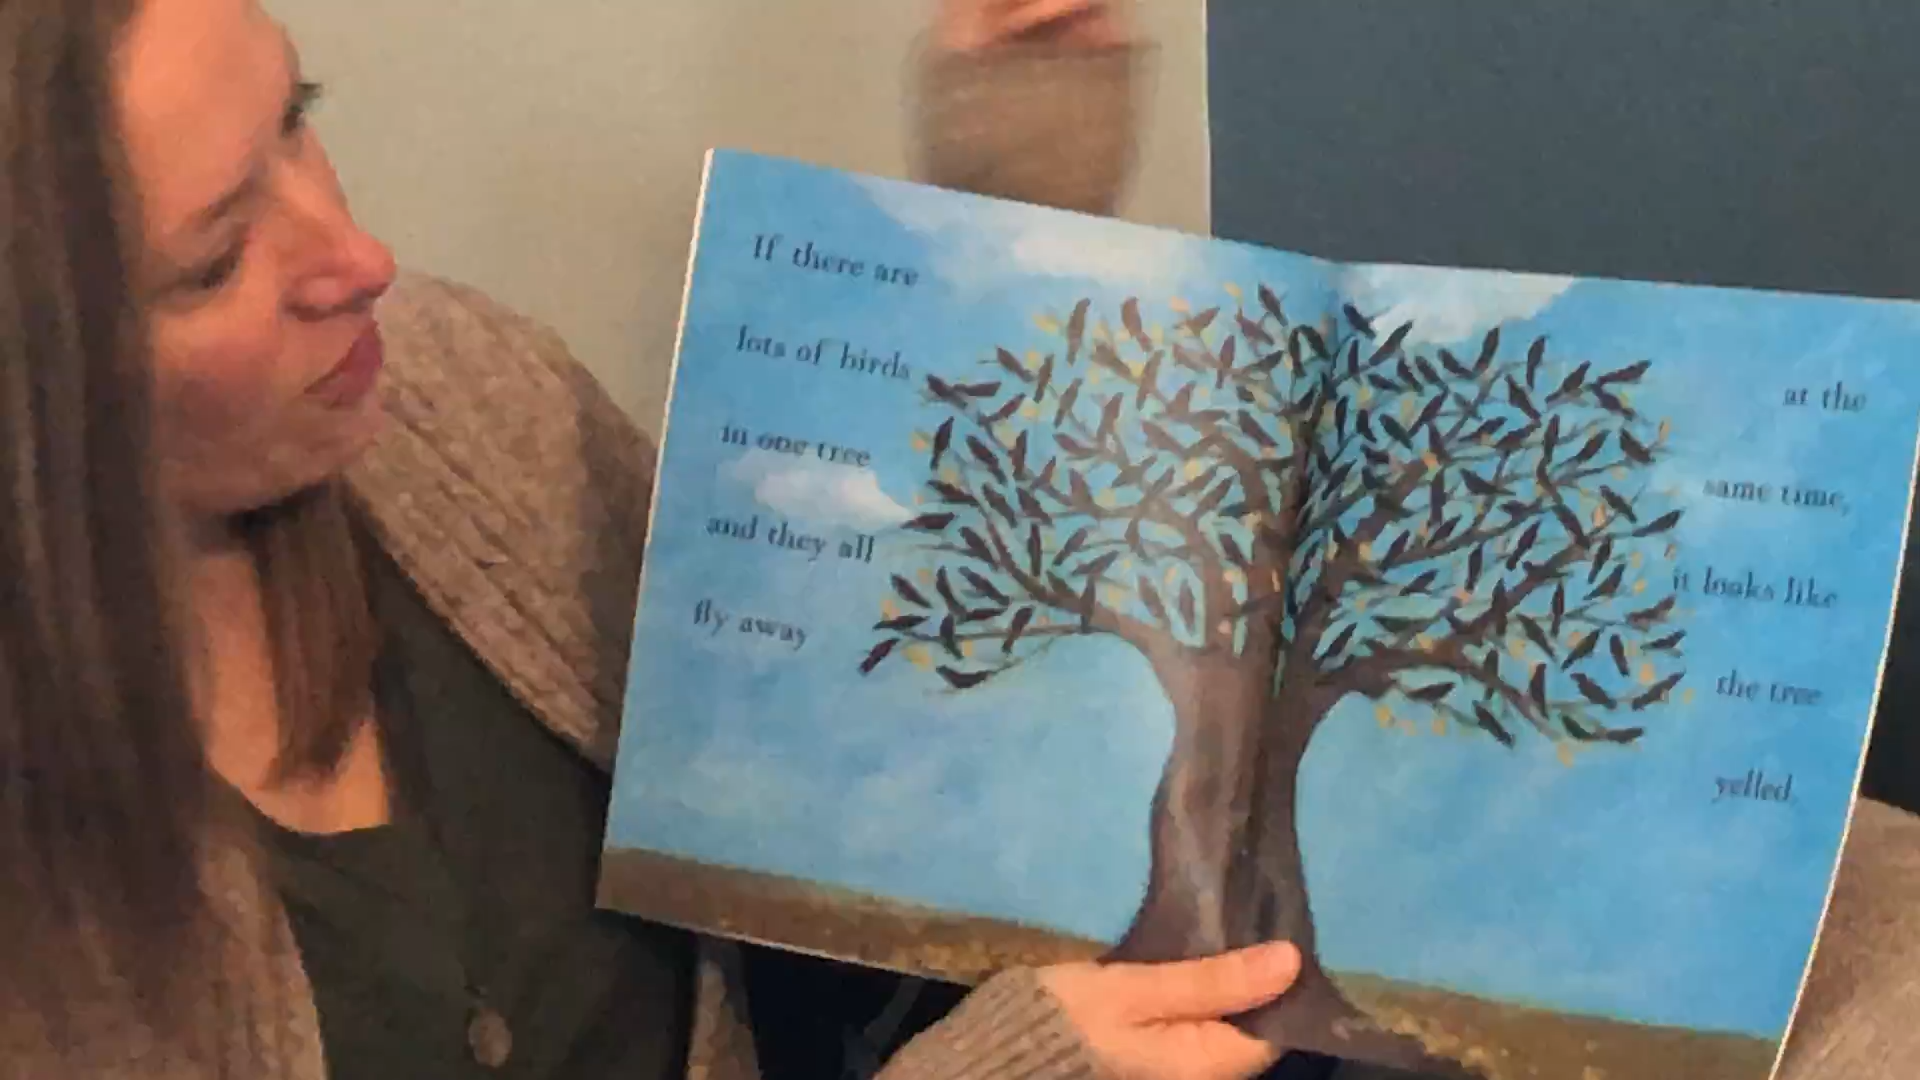 If there are
lots of birds
in one tree
and they all
fly away
at the
same time,
it looks like
the tree
yelled.